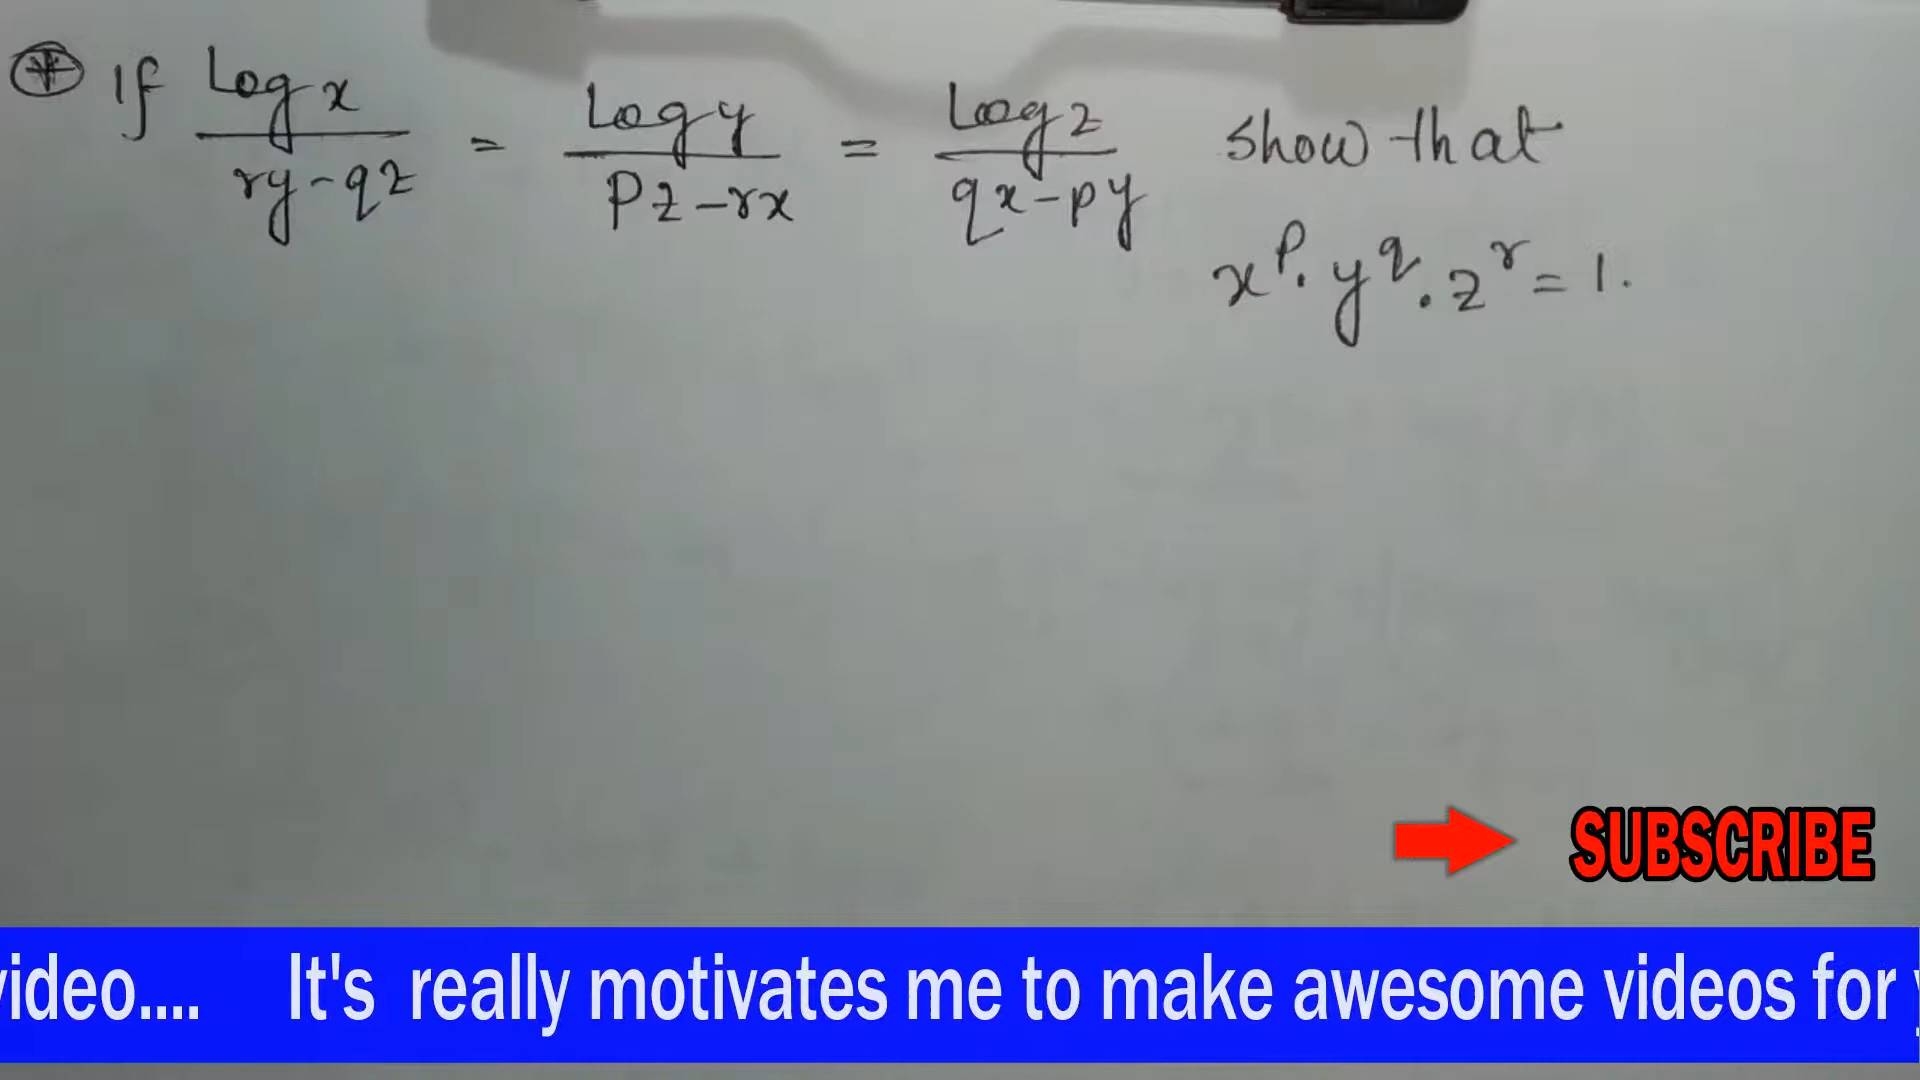 If Log x / ry-qz = Log y / pz-rx = Log z / qx-py show that
x^p . y^q . z^r = 1.
SUBSCRIBE
video.... It's really motivates me to make awesome videos for